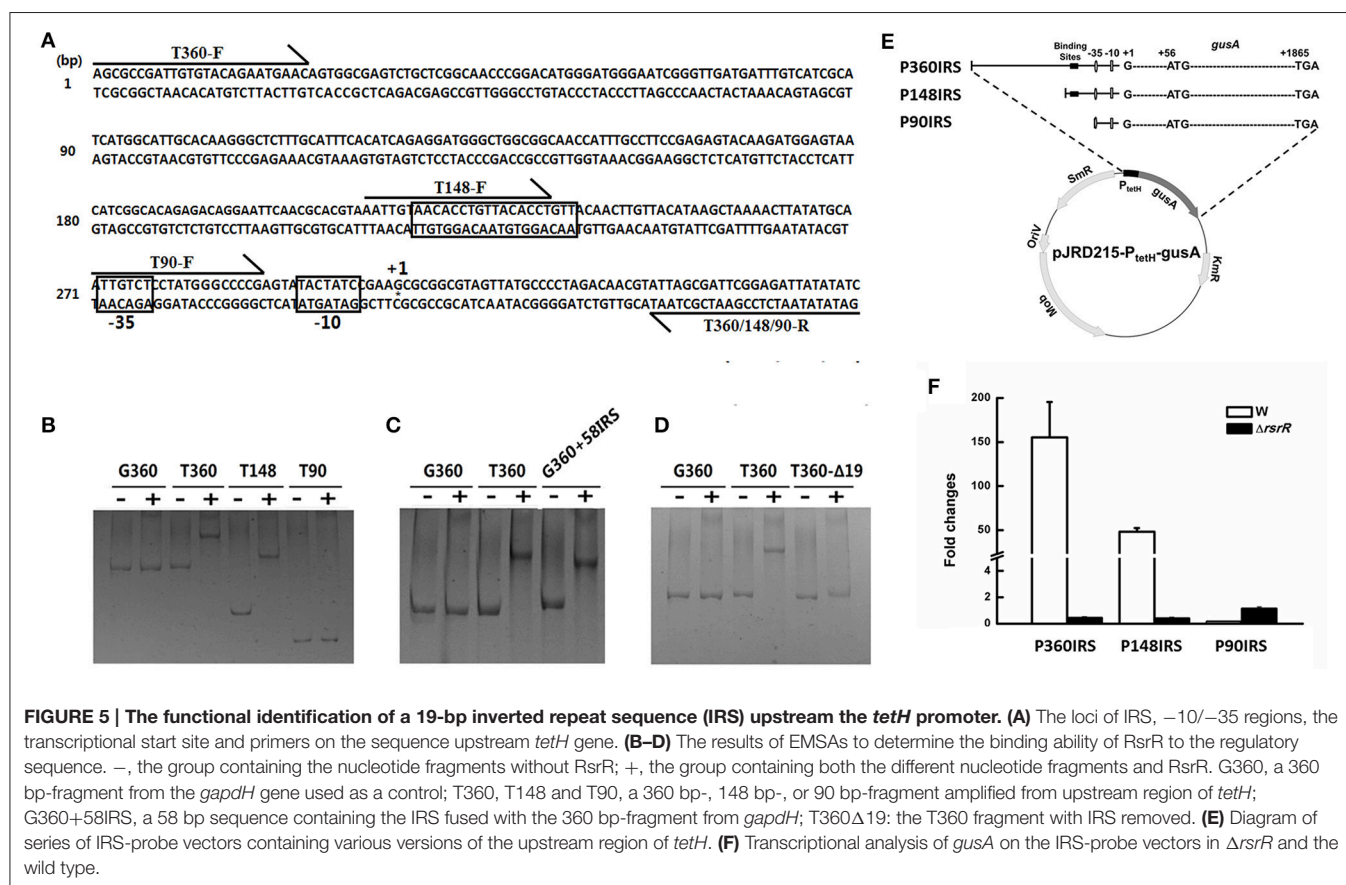 A
T360-F
(bp)
AGCGCCGATTGTGTACAGAATGAACAGTGGCGAGTCTGCTCGGCAACCCGGACATGGGATGGGAATCGGGTTGATGATTTGTCATCGCA
1
TCGCGGCTAACACATGTCTTACTTGTCACCGCTCAGACGAGCCGTTGGGCCTGTACCCTACCCTTAGCCCAACTACTAAACAGTAGCGT
TCATGGCATTGCACAAGGGCTCTTTGCATTTCACATCAGAGGATGGGCTGGCGGCAACCATTTGCCTTCCGAGAGTACAAGATGGAGTAA
90
AGTACCGTAACGTGTTCCCGAGAAACGTAAAGTGTAGTCTCCTACCCGACCGCCGTTGGTAAACGGAAGGCTCTCATGTTCTACCTCATT
T148-F
CATCGGCACAGAGACAGGAATTCAACGCACGTAAATTGTAACACCTGTTACACCTGTTACAACTTGTTACATAAGCTAAAACTTATATGCA
180
GTAGCCGTGTCTCTGTCCTTAAGTTGCGTGCATTTAACATTGTGGACAATGTGGACAATGTTGAACAATGTATTCGATTTTGAATATACGT
T90-F
+1
ATTGTCTCCTATGGGCCCCGAGTATACTATCCGAAGCGCGGCGTAGTTATGCCCCTAGACAACGTATTAGCGATTCGGAGATTATATATC
271
*
TAACAGAGGATACCCGGGGCTCATATGATAGGCTTCGCGCCGCATCAATACGGGGATCTGTTGCATAATCGCTAAGCCTCTAATATATAG
-35
-10
T360/148/90-R
E
Binding Sites
-35 -10 +1 +56 gusA +1865
P360IRS G--------ATG------------------TGA
P148IRS G--------ATG------------------TGA
P90IRS G--------ATG------------------TGA
SmR
PtetH
gusA
OriV
pJRD215-PtetH-gusA
KmR
Mob
B
G360 T360 T148 T90
- + - + - + - +
C
G360 T360 G360+58IRS
- + - + - +
D
G360 T360 T360-Δ19
- + - + - +
F
Fold changes
200
150
100
50
4
2
0
W
ΔrsrR
P360IRS P148IRS P90IRS
FIGURE 5 | The functional identification of a 19-bp inverted repeat sequence (IRS) upstream the tetH promoter. (A) The loci of IRS, −10/−35 regions,
the transcriptional start site and primers on the sequence upstream tetH gene. (B–D) The results of EMSAs to determine the binding ability of RsrR to the regulatory
sequence. −, the group containing the nucleotide fragments without RsrR; +, the group containing both the different nucleotide fragments and RsrR. G360, a 360
bp-fragment from the gapdH gene used as a control; T360, T148 and T90, a 360 bp-, 148 bp-, or 90 bp-fragment amplified from upstream region of tetH;
G360+58IRS, a 58 bp sequence containing the IRS fused with the 360 bp-fragment from gapdH; T360Δ19: the T360 fragment with IRS removed. (E) Diagram of
series of IRS-probe vectors containing various versions of the upstream region of tetH. (F) Transcriptional analysis of gusA on the IRS-probe vectors in ΔrsrR and the
wild type.